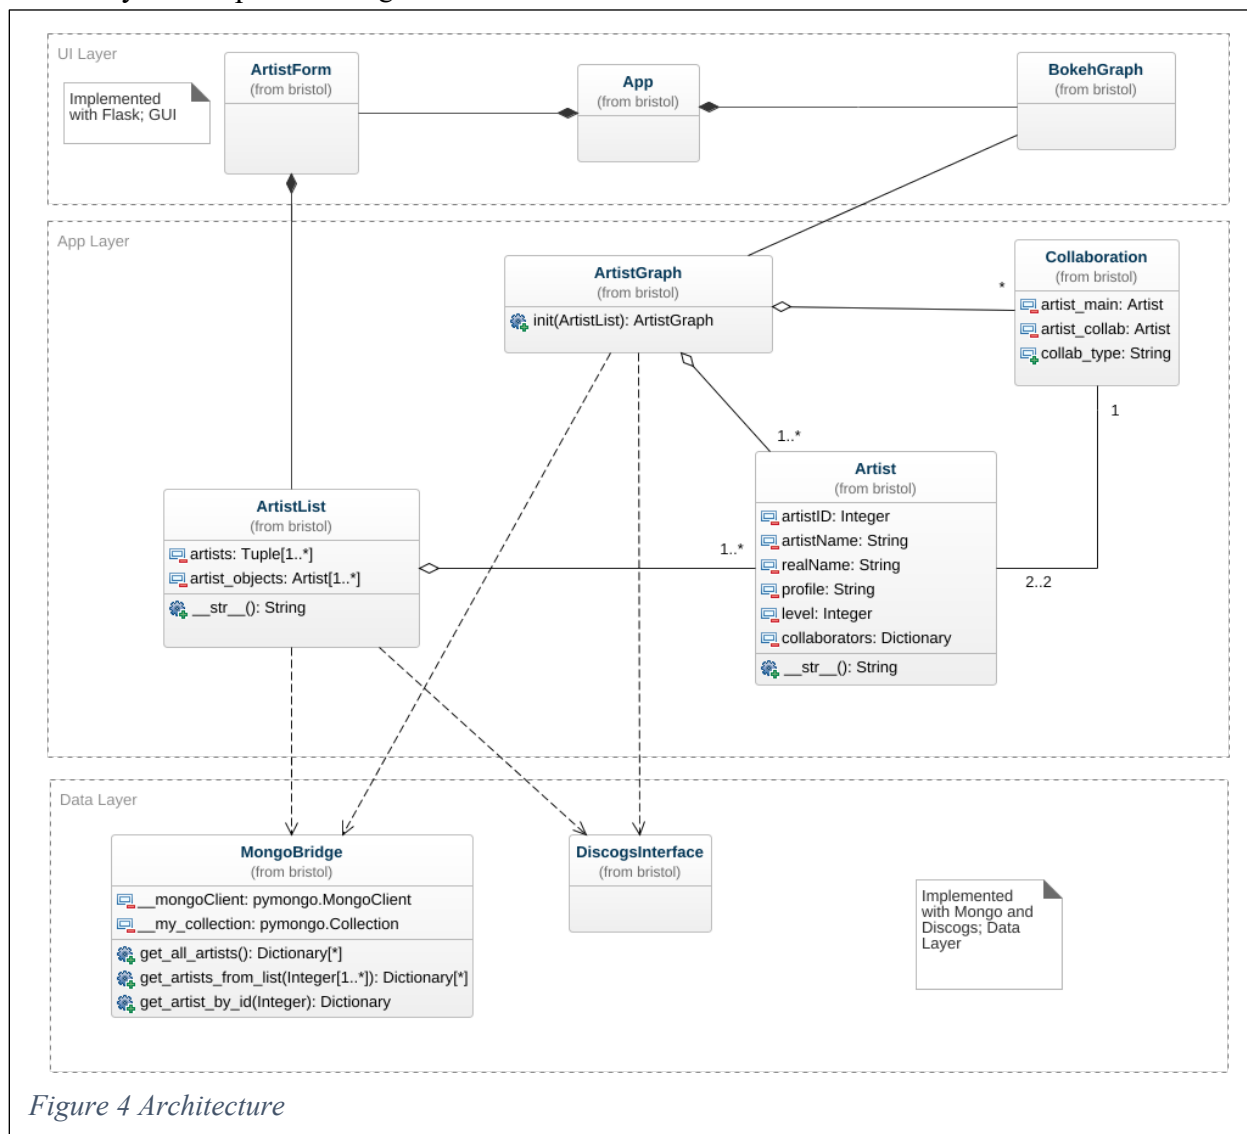 UI Layer
Implemented
with Flask; GUI
ArtistForm
(from bristol)
App
(from bristol)
BokehGraph
(from bristol)
App Layer
ArtistGraph
(from bristol)
init(ArtistList): ArtistGraph
*
Collaboration
(from bristol)
artist_main: Artist
artist_collab: Artist
collab_type: String
1
1..*
Artist
(from bristol)
artistID: Integer
artistName: String
realName: String
profile: String
level: Integer
collaborators: Dictionary
__str__(): String
2..2
ArtistList
(from bristol)
artists: Tuple[1..*]
artist_objects: Artist[1..*]
__str__(): String
1..*
Data Layer
MongoBridge
(from bristol)
__mongoClient: pymongo.MongoClient
__my_collection: pymongo.Collection
get_all_artists(): Dictionary[*]
get_artists_from_list(Integer[1..*]): Dictionary[*]
get_artist_by_id(Integer): Dictionary
DiscogsInterface
(from bristol)
Implemented
with Mongo and
Discogs; Data
Layer
Figure 4 Architecture